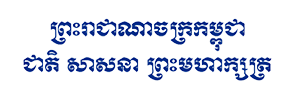 ព្រះរាជាណាចក្រកម្ពុជា
ជាតិ សាសនា ព្រះមហាក្សត្រ